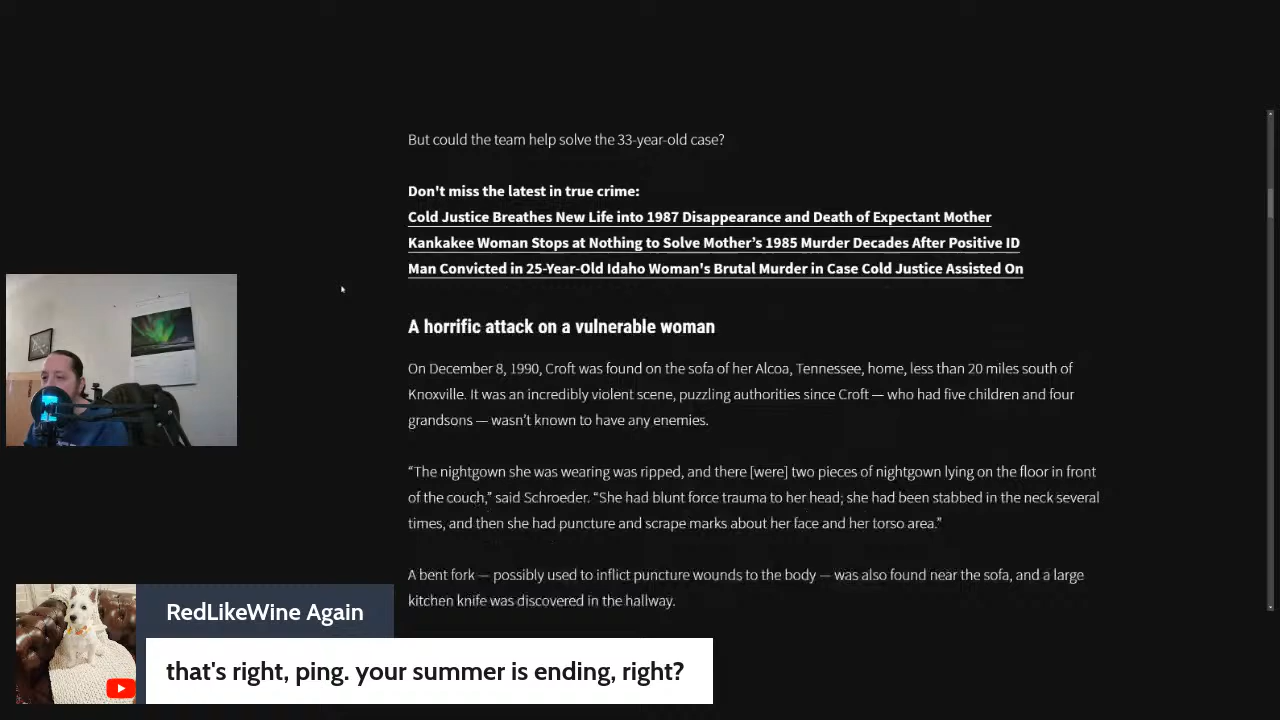 But could the team help solve the 33-year-old case?
Don't miss the latest in true crime:
Cold Justice Breathes New Life into 1987 Disappearance and Death of Expectant Mother
Kankakee Woman Stops at Nothing to Solve Mother’s 1985 Murder Decades After Positive ID
Man Convicted in 25-Year-Old Idaho Woman's Brutal Murder in Case Cold Justice Assisted On
A horrific attack on a vulnerable woman
On December 8, 1990, Croft was found on the sofa of her Alcoa, Tennessee, home, less than 20 miles south of
Knoxville. It was an incredibly violent scene, puzzling authorities since Croft — who had five children and four
grandsons — wasn’t known to have any enemies.
“The nightgown she was wearing was ripped, and there [were] two pieces of nightgown lying on the floor in front
of the couch,” said Schroeder. “She had blunt force trauma to her head; she had been stabbed in the neck several
times, and then she had puncture and scrape marks about her face and her torso area.”
A bent fork — possibly used to inflict puncture wounds to the body — was also found near the sofa, and a large
kitchen knife was discovered in the hallway.
RedLikeWine Again
that's right, ping. your summer is ending, right?